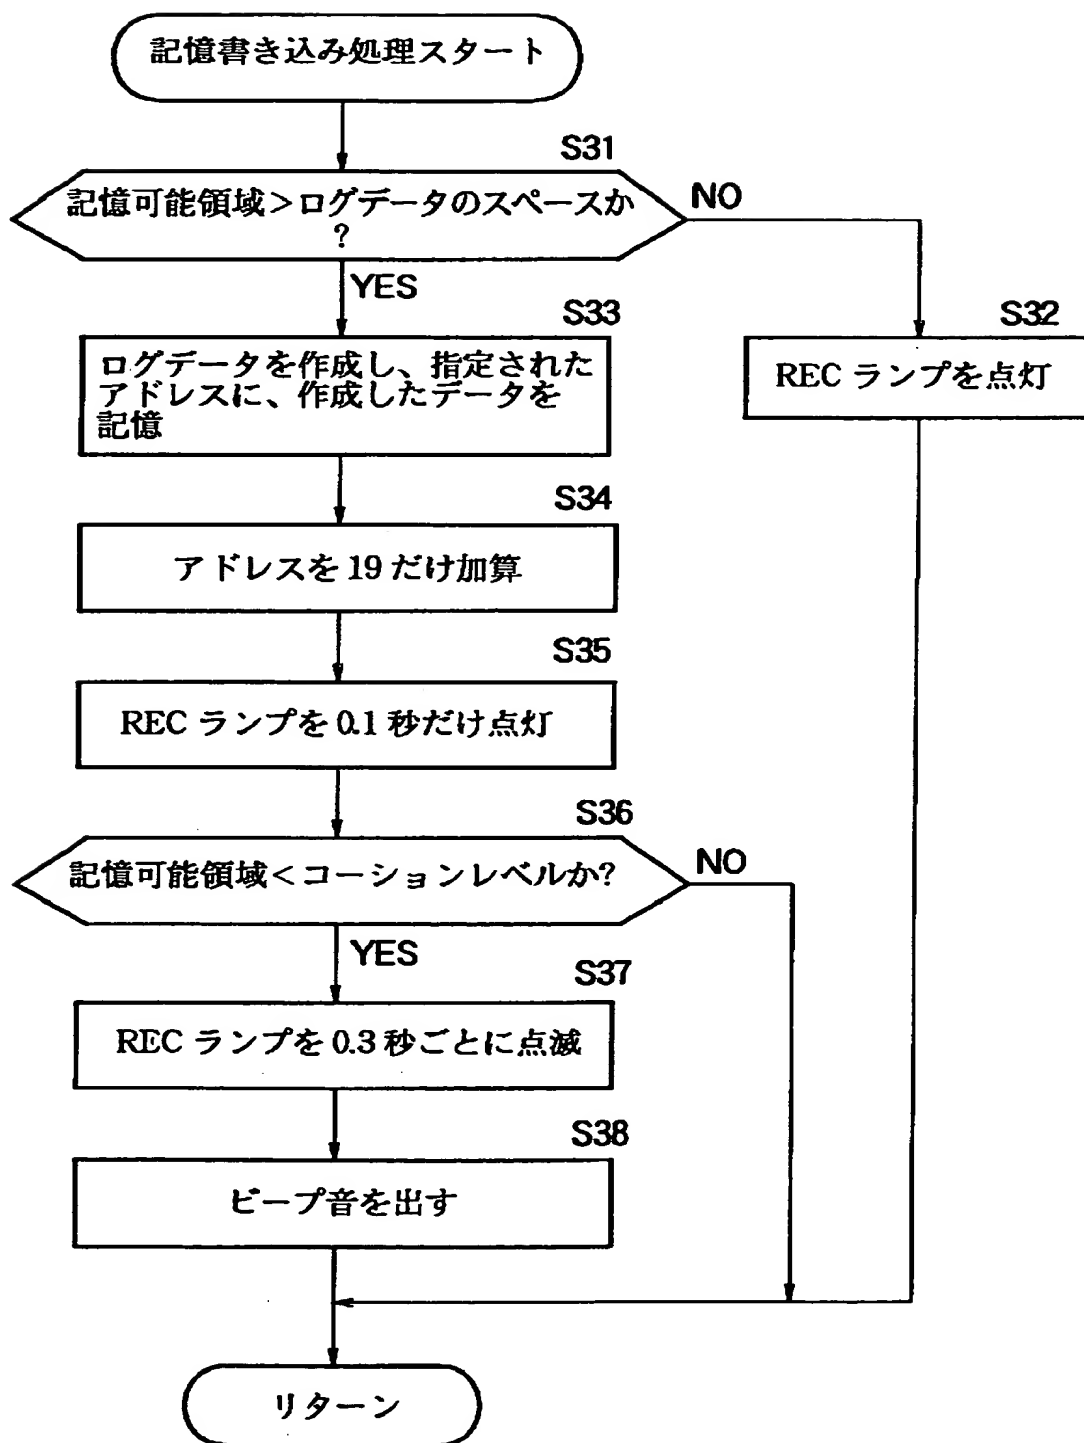 記憶書き込み処理スタート
S31
記憶可能領域>ログデータのスペースか
?
NO
YES
S33
ログデータを作成し、指定された
アドレスに、作成したデータを
記憶
S32
REC ランプを点灯
S34
アドレスを 19 だけ加算
S35
REC ランプを 0.1 秒だけ点灯
S36
記憶可能領域<コーションレベルか?
NO
YES
S37
REC ランプを 0.3 秒ごとに点滅
S38
ビープ音を出す
リターン